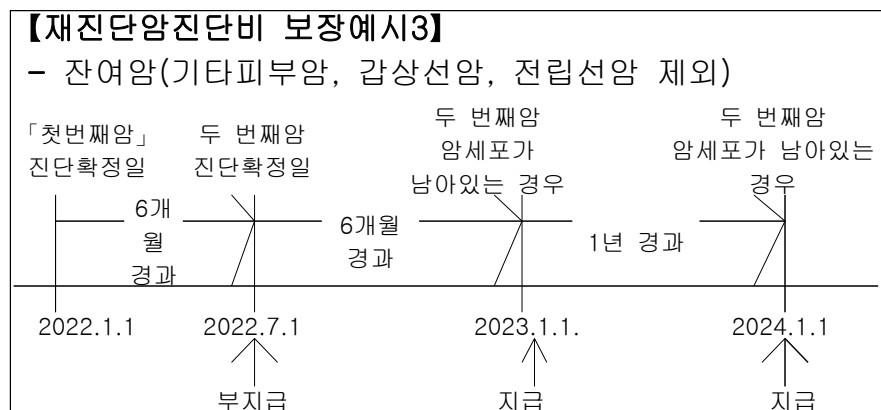 【재진단암진단비 보장예시3】
- 잔여암(기타피부암, 갑상선암, 전립선암 제외)
「첫번째암」
진단확정일
두 번째암
진단확정일
두 번째암
암세포가
남아있는 경우
두 번째암
암세포가 남아있는
경우
6개
월
경과
6개월
경과
1년 경과
2022.1.1
2022.7.1
2023.1.1.
2024.1.1
부지급
지급
지급